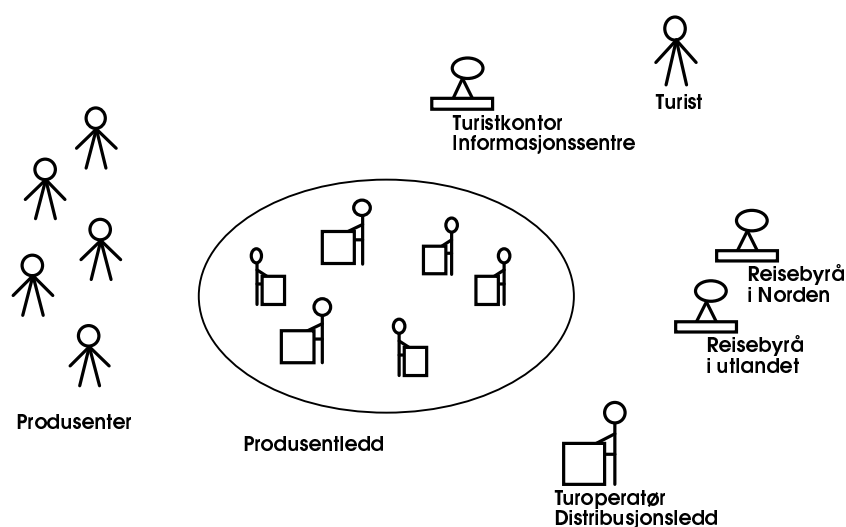 Turist
Turistkontor
Informasjonssentre
Reisebyrå
i Norden
Reisebyrå
i utlandet
Produsenter
Produsentledd
Turoperatør
Distribusjonsledd